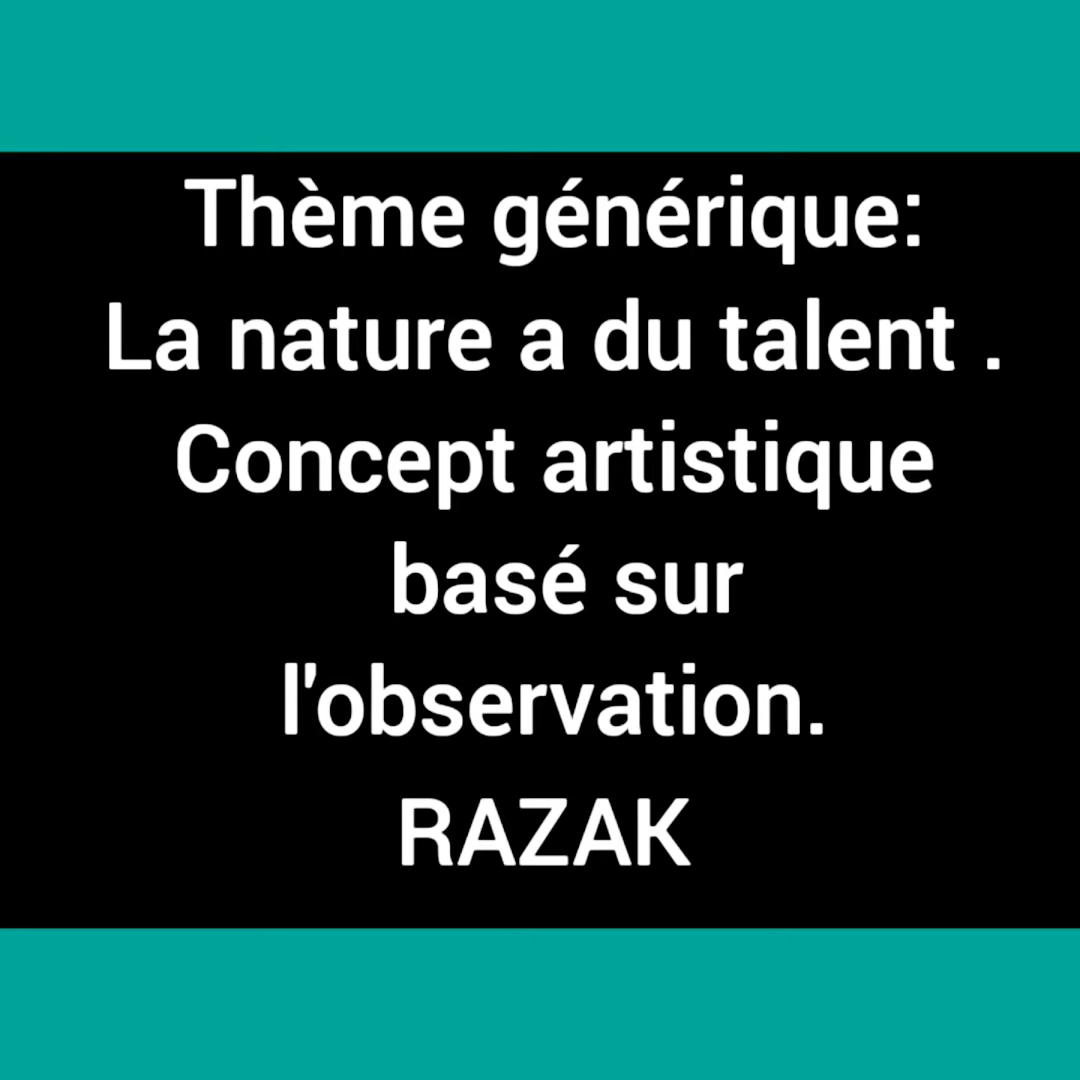 Thème générique:
La nature a du talent .
Concept artistique
basé sur
l'observation.
RAZAK